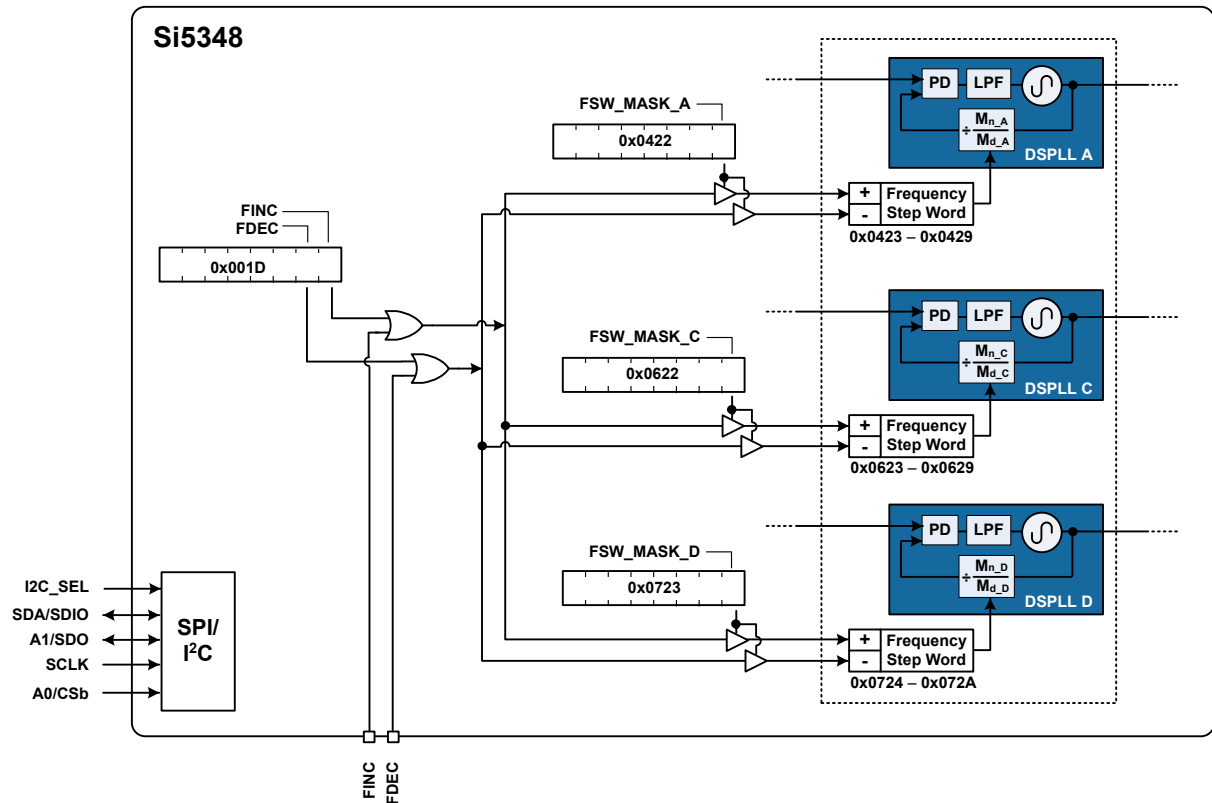 Si5348
PD
LPF
÷ Mn_A
Md_A
DSPLL A
FSW_MASK_A
0x0422
+ Frequency
- Step Word
0x0423 – 0x0429
FINC
FDEC
0x001D
PD
LPF
÷ Mn_C
Md_C
DSPLL C
FSW_MASK_C
0x0622
+ Frequency
- Step Word
0x0623 – 0x0629
PD
LPF
÷ Mn_D
Md_D
DSPLL D
FSW_MASK_D
0x0723
+ Frequency
- Step Word
0x0724 – 0x072A
I2C_SEL
SDA/SDIO
A1/SDO
SCLK
A0/CSb
SPI/
I²C
FINC
FDEC